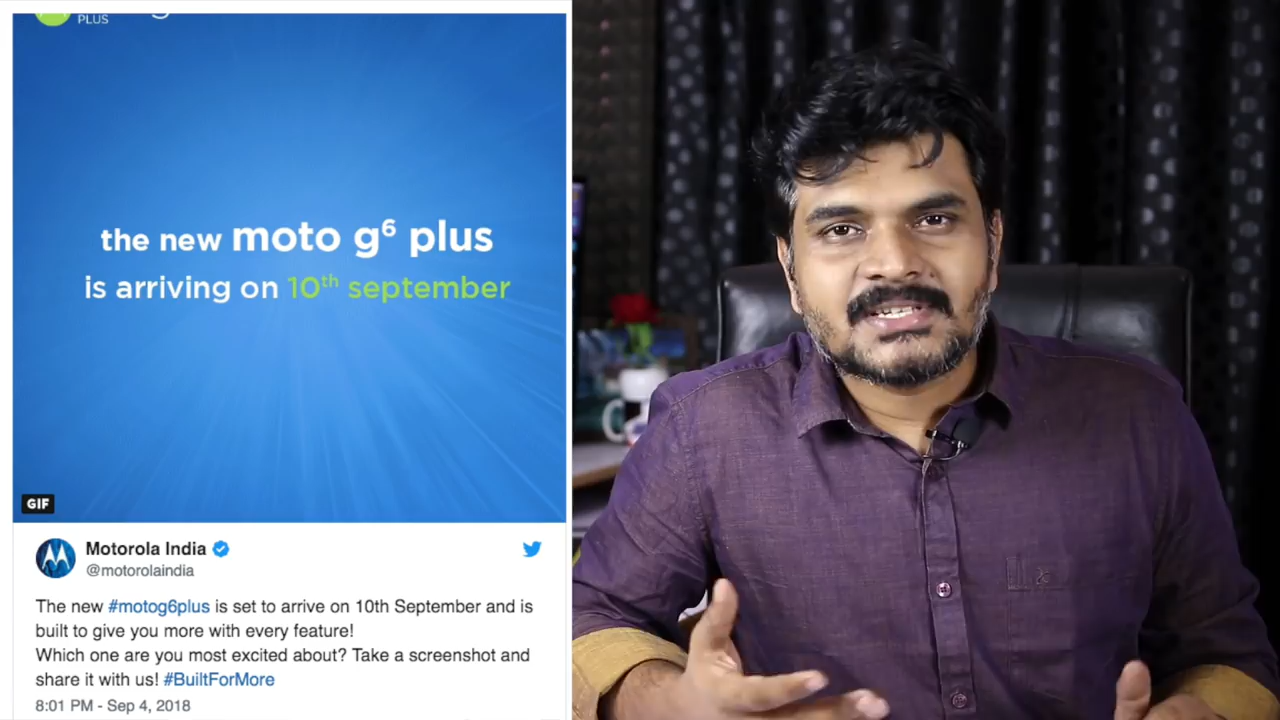 PLUS
the new moto g⁶ plus
is arriving on 10th september
GIF
Motorola India
@motorolaindia
The new #motog6plus is set to arrive on 10th September and is
built to give you more with every feature!
Which one are you most excited about? Take a screenshot and
share it with us! #BuiltForMore
8:01 PM - Sep 4, 2018